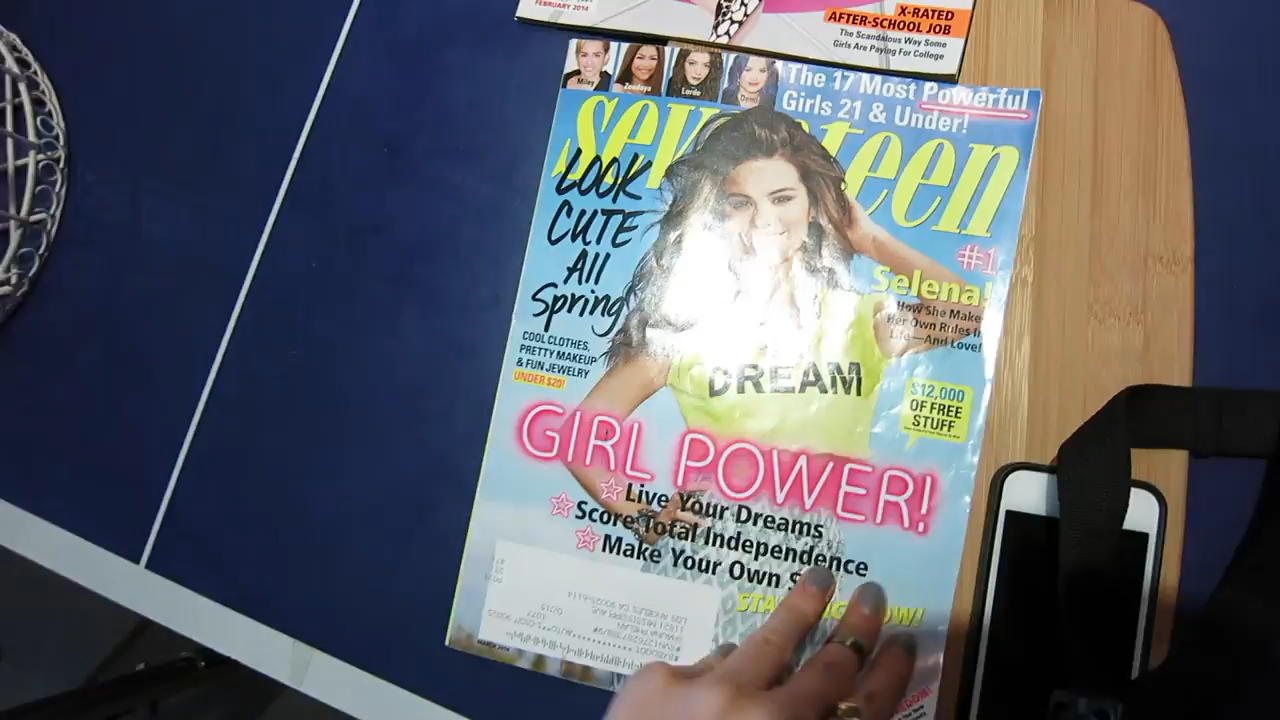 FEBRUARY 2014
X-RATED
AFTER-SCHOOL JOB
The Scandalous Way Some
Girls Are Paying For College
Miley
Zendaya
Lorde
Demi
The 17 Most Powerful
Girls 21 & Under!
seventeen
LOOK
CUTE
All
Spring
COOL CLOTHES,
PRETTY MAKEUP
& FUN JEWELRY
UNDER $20!
#1
Selena!
How She Make
Her Own Rules In
Life—And Love!
DREAM
$12,000
OF FREE
STUFF
GIRL POWER!
Live Your Dreams
Score Total Independence
Make Your Own $
STA
OW!
MARCH 2014